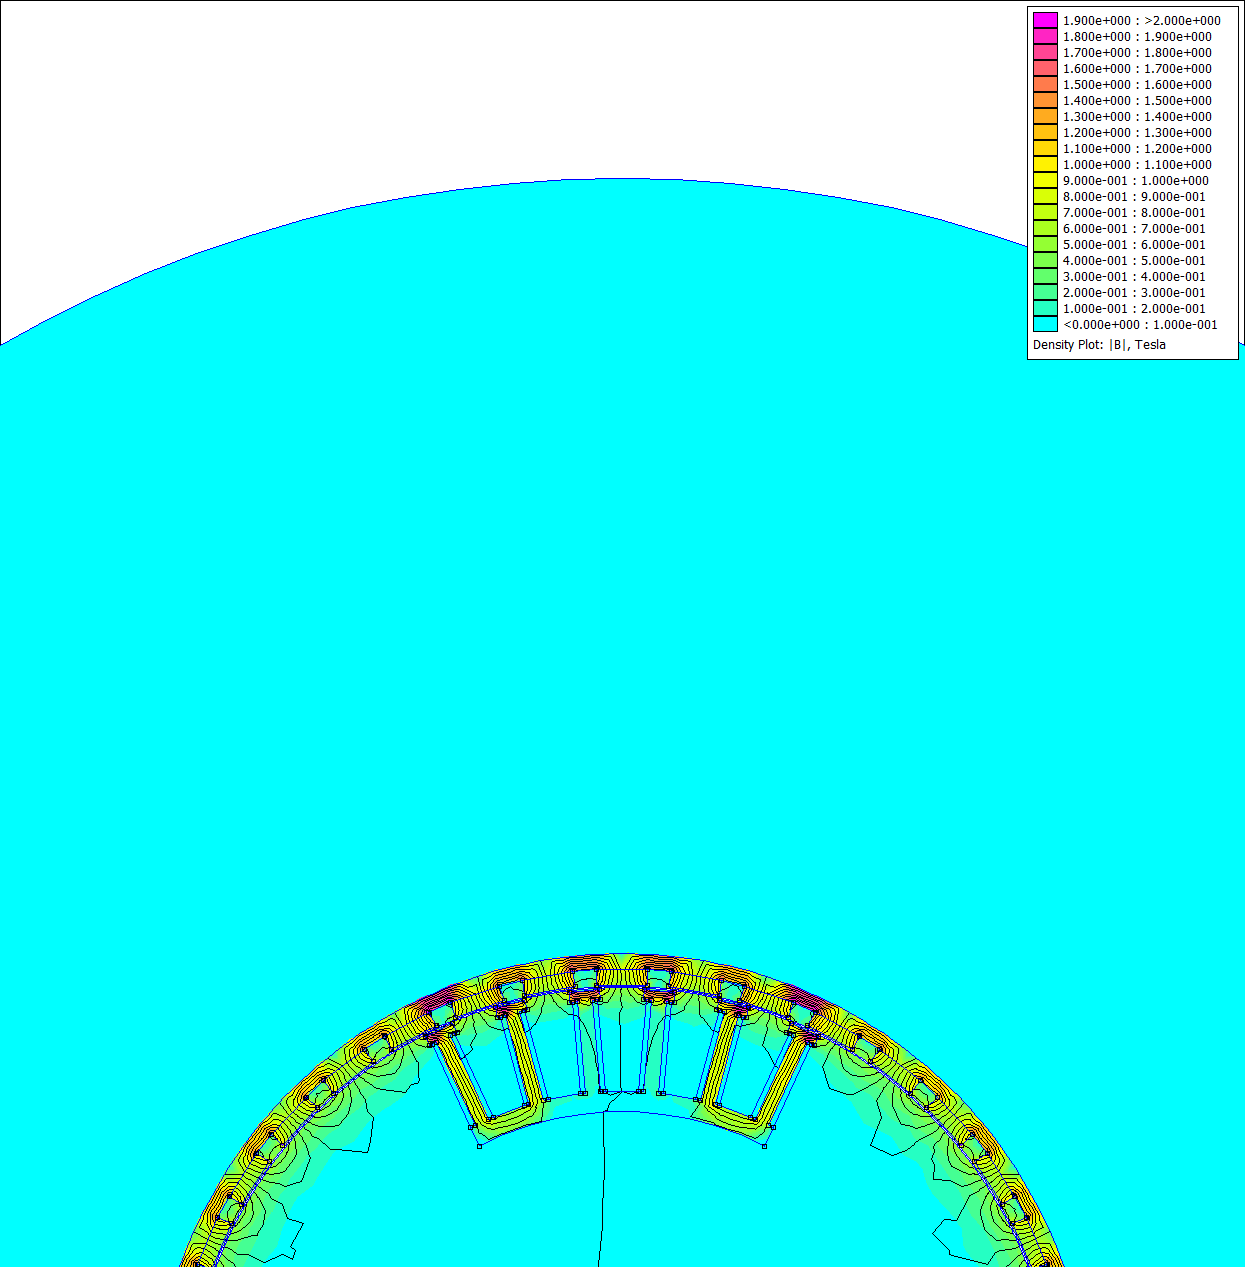 1.900e+000 : >2.000e+000
1.800e+000 : 1.900e+000
1.700e+000 : 1.800e+000
1.600e+000 : 1.700e+000
1.500e+000 : 1.600e+000
1.400e+000 : 1.500e+000
1.300e+000 : 1.400e+000
1.200e+000 : 1.300e+000
1.100e+000 : 1.200e+000
1.000e+000 : 1.100e+000
9.000e-001 : 1.000e+000
8.000e-001 : 9.000e-001
7.000e-001 : 8.000e-001
6.000e-001 : 7.000e-001
5.000e-001 : 6.000e-001
4.000e-001 : 5.000e-001
3.000e-001 : 4.000e-001
2.000e-001 : 3.000e-001
1.000e-001 : 2.000e-001
<0.000e+000 : 1.000e-001
Density Plot: |B|, Tesla